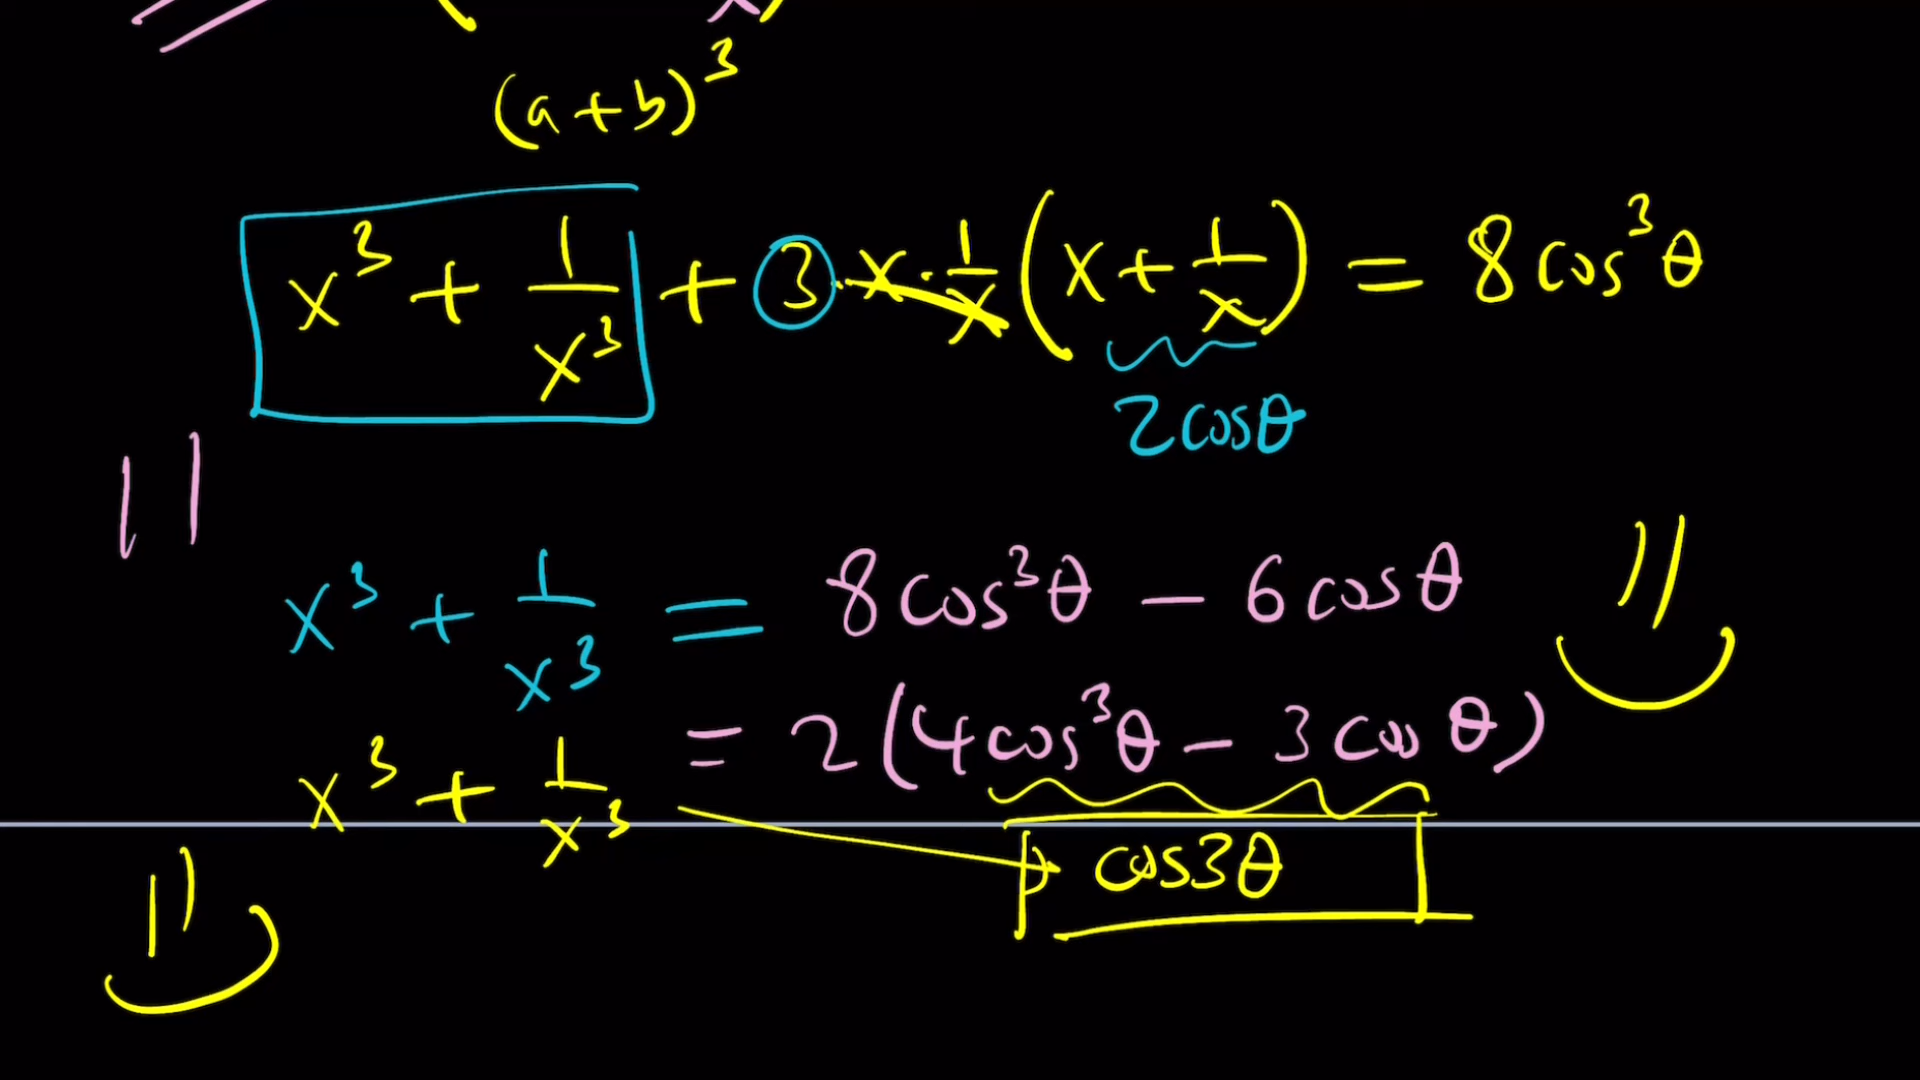 (a+b)³
x³ + 1/x³ + 3·x·1/x (x + 1/x) = 8cos³θ
2cosθ
x³ + 1/x³ = 8cos³θ − 6cosθ
= 2(4cos³θ − 3cosθ)
x³ + 1/x³
cos3θ